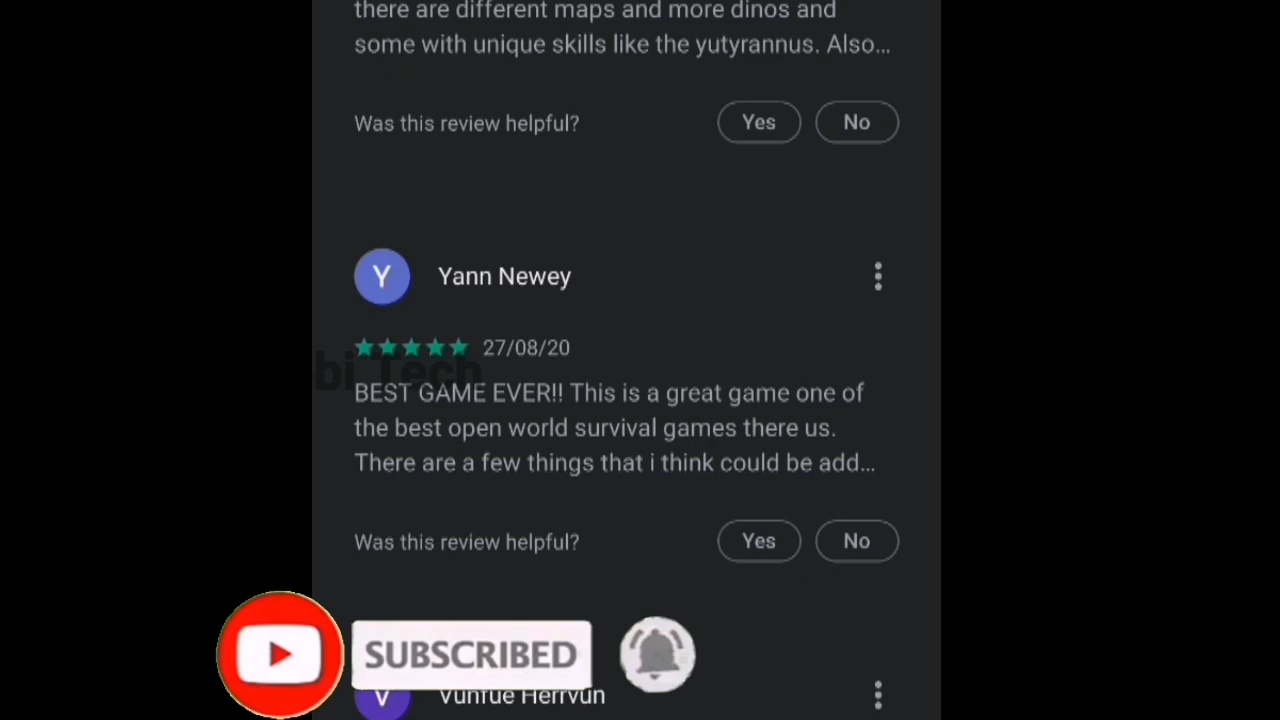 there are different maps and more dinos and
some with unique skills like the yutyrannus. Also...
Was this review helpful?
Yes
No
Y
Yann Newey
★★★★★ 27/08/20
bi Tech
BEST GAME EVER!! This is a great game one of
the best open world survival games there us.
There are a few things that i think could be add...
Was this review helpful?
Yes
No
SUBSCRIBED